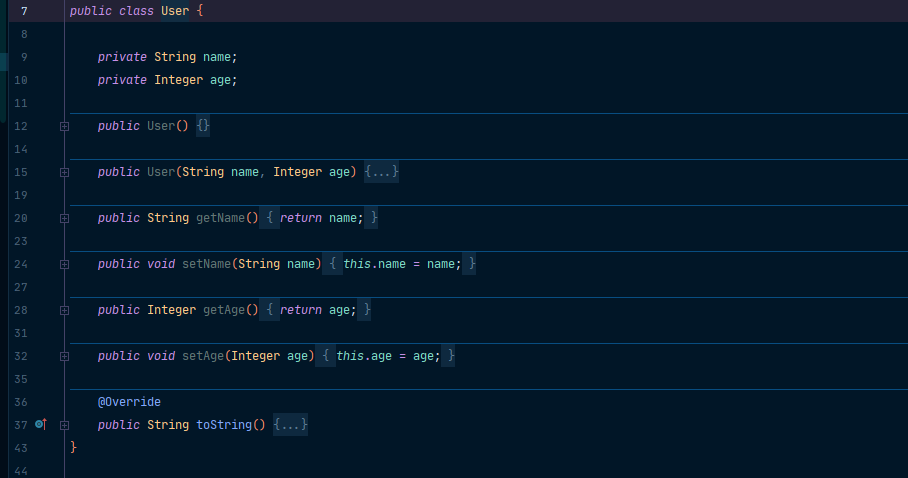 7 public class User {
8
9 private String name;
10 private Integer age;
11
12 public User() {}
14
15 public User(String name, Integer age) {...}
19
20 public String getName() { return name; }
23
24 public void setName(String name) { this.name = name; }
27
28 public Integer getAge() { return age; }
31
32 public void setAge(Integer age) { this.age = age; }
35
36 @Override
37 public String toString() {...}
43 }
44